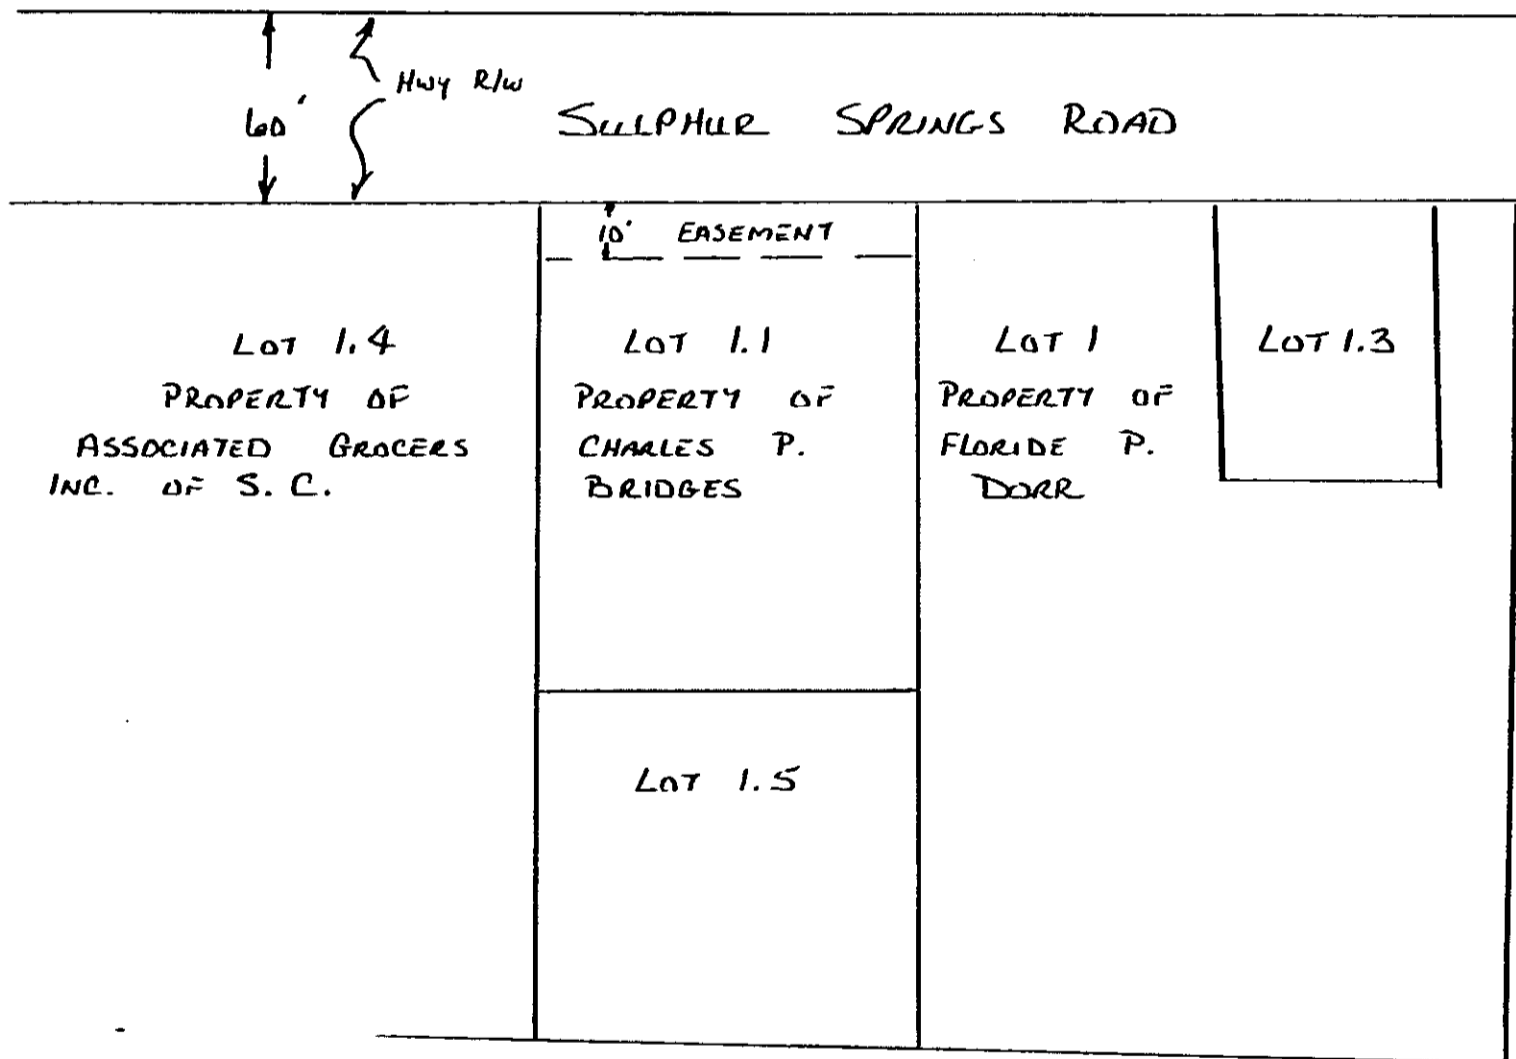 60'
Hwy R/W
SULPHUR SPRINGS ROAD
10' EASEMENT
LOT 1.4
PROPERTY OF
ASSOCIATED GROCERS
INC. OF S. C.
LOT 1.1
PROPERTY OF
CHARLES P.
BRIDGES
LOT 1
PROPERTY OF
FLORIDE P.
DORR
LOT 1.3
LOT 1.5